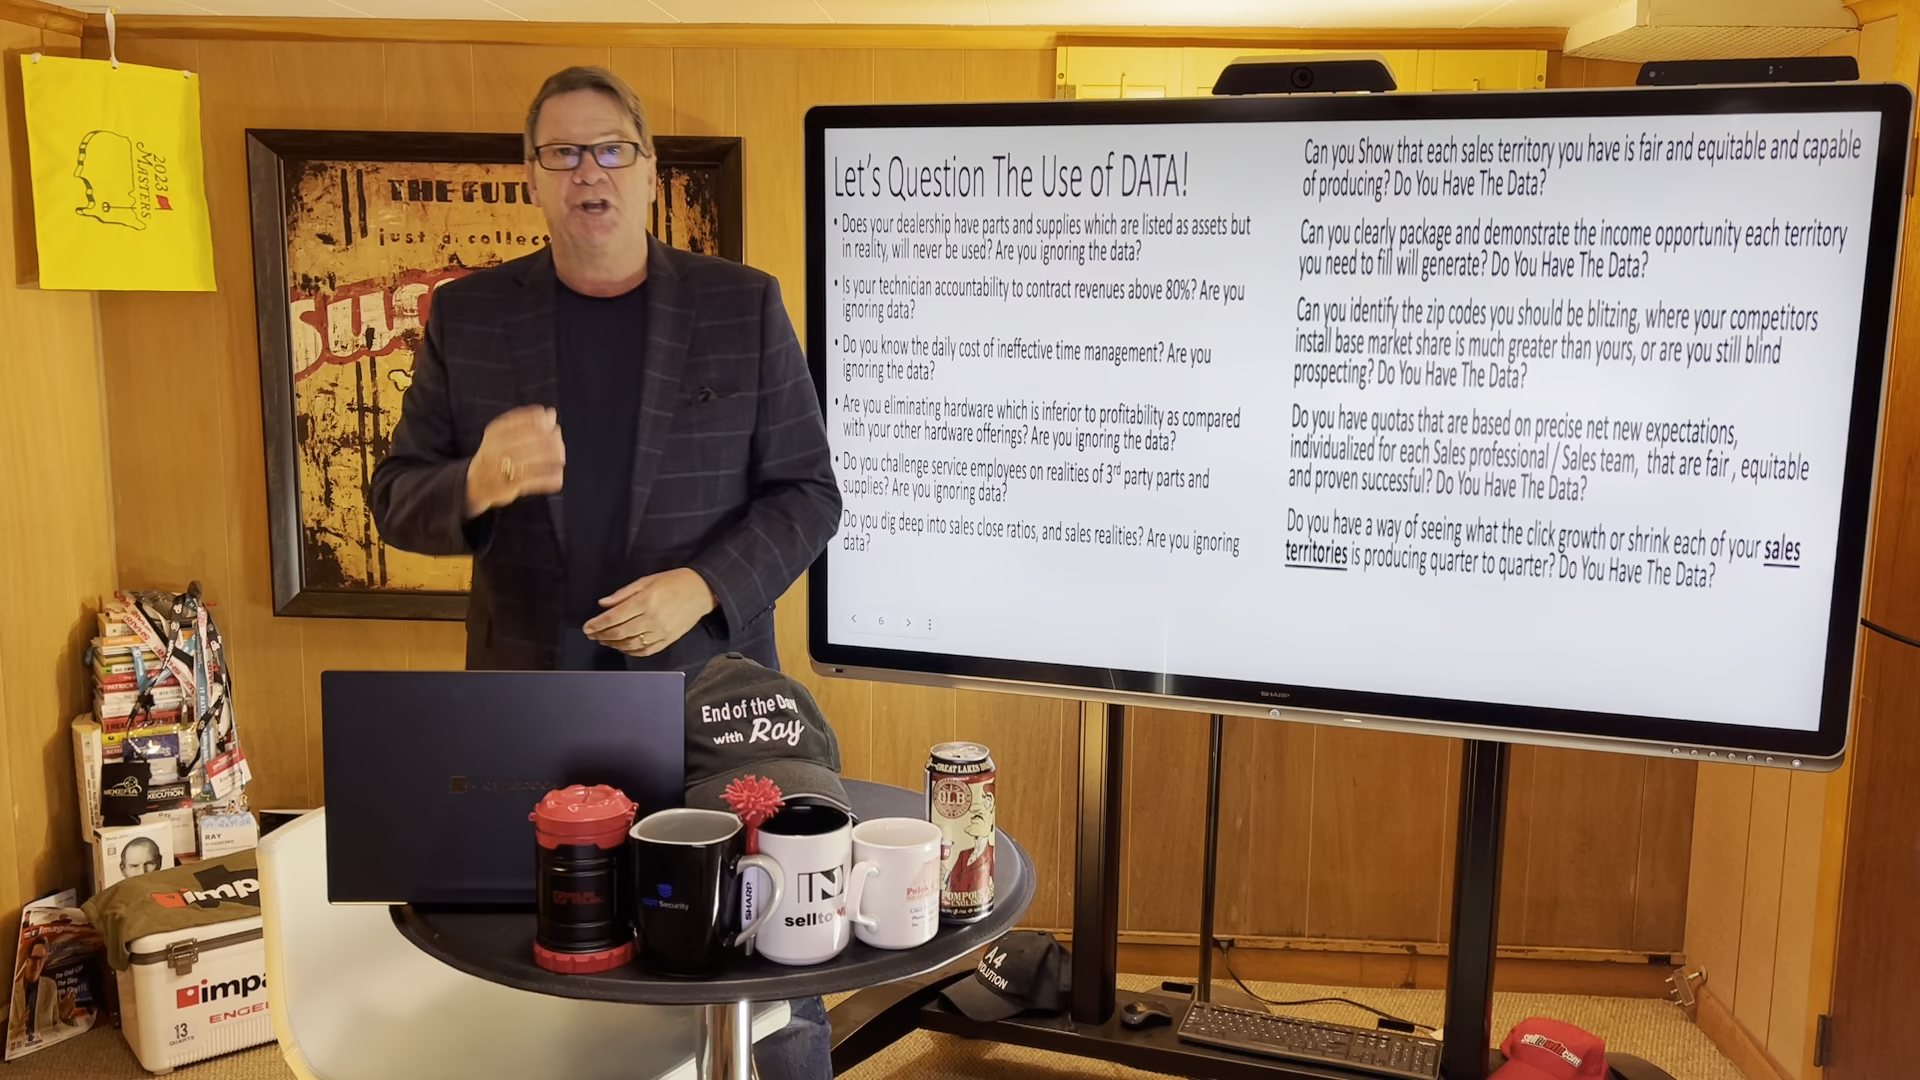 2023
MASTERS
THE FUTU
just a collect
Succ
Let's Question The Use of DATA!
• Does your dealership have parts and supplies which are listed as assets but
in reality, will never be used? Are you ignoring the data?
• Is your technician accountability to contract revenues above 80%? Are you
ignoring data?
• Do you know the daily cost of ineffective time management? Are you
ignoring the data?
• Are you eliminating hardware which is inferior to profitability as compared
with your other hardware offerings? Are you ignoring the data?
• Do you challenge service employees on realities of 3rd party parts and
supplies? Are you ignoring data?
Do you dig deep into sales close ratios, and sales realities? Are you ignoring
data?
6
Can you Show that each sales territory you have is fair and equitable and capable
of producing? Do You Have The Data?
Can you clearly package and demonstrate the income opportunity each territory
you need to fill will generate? Do You Have The Data?
Can you identify the zip codes you should be blitzing, where your competitors
install base market share is much greater than yours, or are you still blind
prospecting? Do You Have The Data?
Do you have quotas that are based on precise net new expectations,
individualized for each Sales professional / Sales team, that are fair , equitable
and proven successful? Do You Have The Data?
Do you have a way of seeing what the click growth or shrink each of your sales
territories is producing quarter to quarter? Do You Have The Data?
SHARP
End of the Day
with Ray
Security
SHARP
IN
sellto
GREAT LAKES
GLB
A4
RAY
imp
impa
ENGEL
13
QUARTS